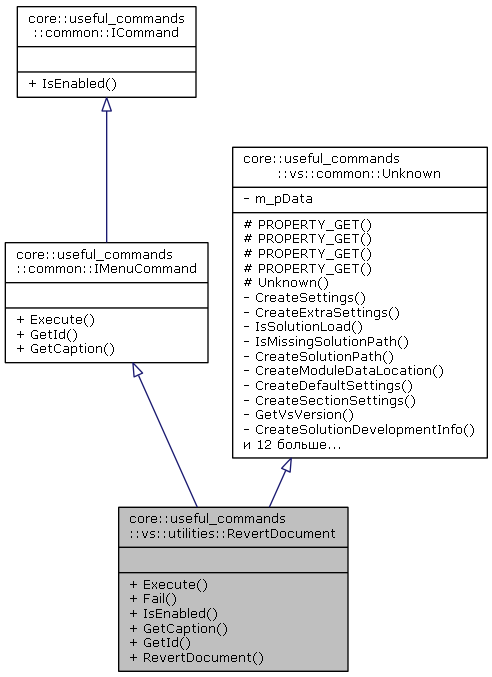 core::useful_commands
::common::ICommand
+ IsEnabled()
core::useful_commands
::vs::common::Unknown
- m_pData
# PROPERTY_GET()
# PROPERTY_GET()
# PROPERTY_GET()
# PROPERTY_GET()
# Unknown()
- CreateSettings()
- CreateExtraSettings()
- IsSolutionLoad()
- IsMissingSolutionPath()
- CreateSolutionPath()
- CreateModuleDataLocation()
- CreateDefaultSettings()
- CreateSectionSettings()
- GetVsVersion()
- CreateSolutionDevelopmentInfo()
и 12 больше...
core::useful_commands
::common::IMenuCommand
+ Execute()
+ GetId()
+ GetCaption()
core::useful_commands
::vs::utilities::RevertDocument
+ Execute()
+ Fail()
+ IsEnabled()
+ GetCaption()
+ GetId()
+ RevertDocument()